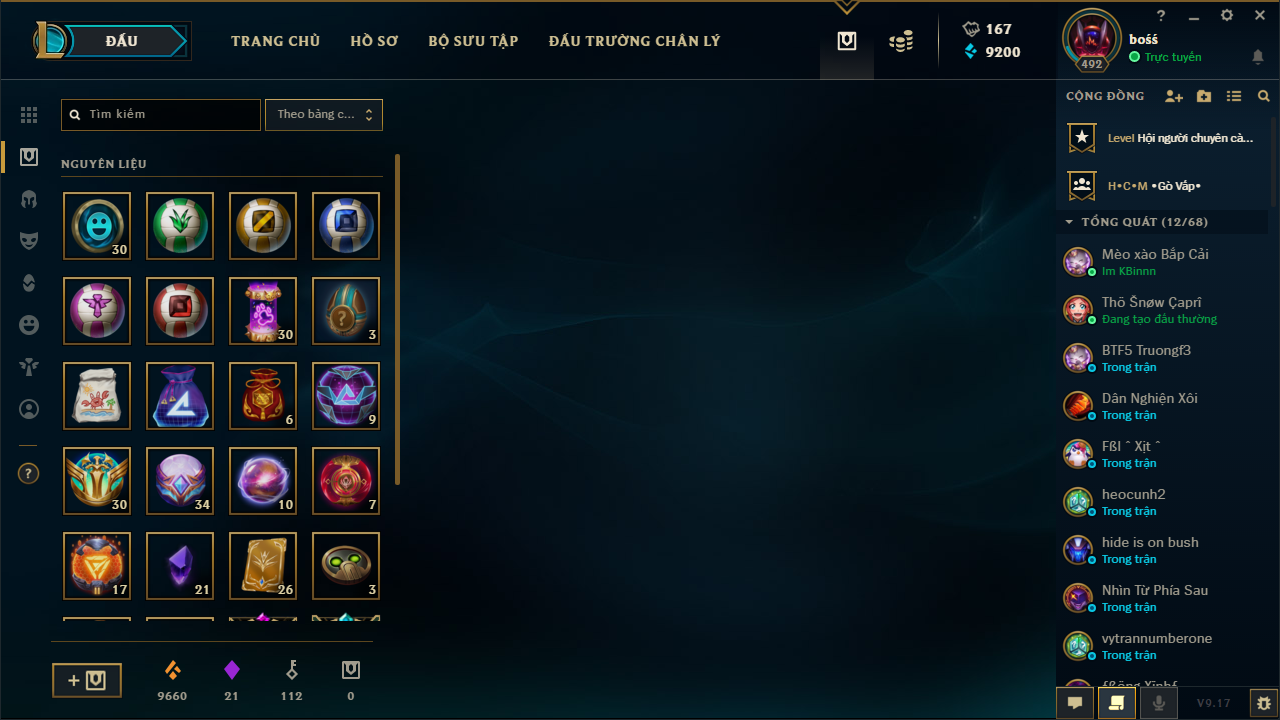 ĐẤU
TRANG CHỦ
HỒ SƠ
BỘ SƯU TẬP
ĐẤU TRƯỜNG CHÂN LÝ
167
9200
492
bośś
Trực tuyến
Tìm kiếm
Theo bảng c...
NGUYÊN LIỆU
30
30
3
6
9
30
34
10
7
17
21
26
3
9660
21
112
0
CỘNG ĐỒNG
Level Hội người chuyên cà...
H•C•M •Gò Vấp•
TỔNG QUÁT (12/68)
Mèo xào Bắp Cải
Im KBinnn
Thõ Šnøw Çaprî
Đang tạo đấu thường
BTF5 Truongf3
Trong trận
Dân Nghiện Xôi
Trong trận
Fßl ˆ Xịt ˆ
Trong trận
heocunh2
Trong trận
hide is on bush
Trong trận
Nhìn Từ Phía Sau
Trong trận
vytrannumberone
Trong trận
V9.17